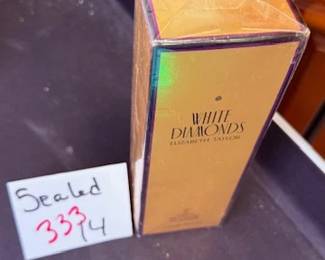 WHITE
DIAMONDS
ELIZABETH TAYLOR
Sealed
333
14